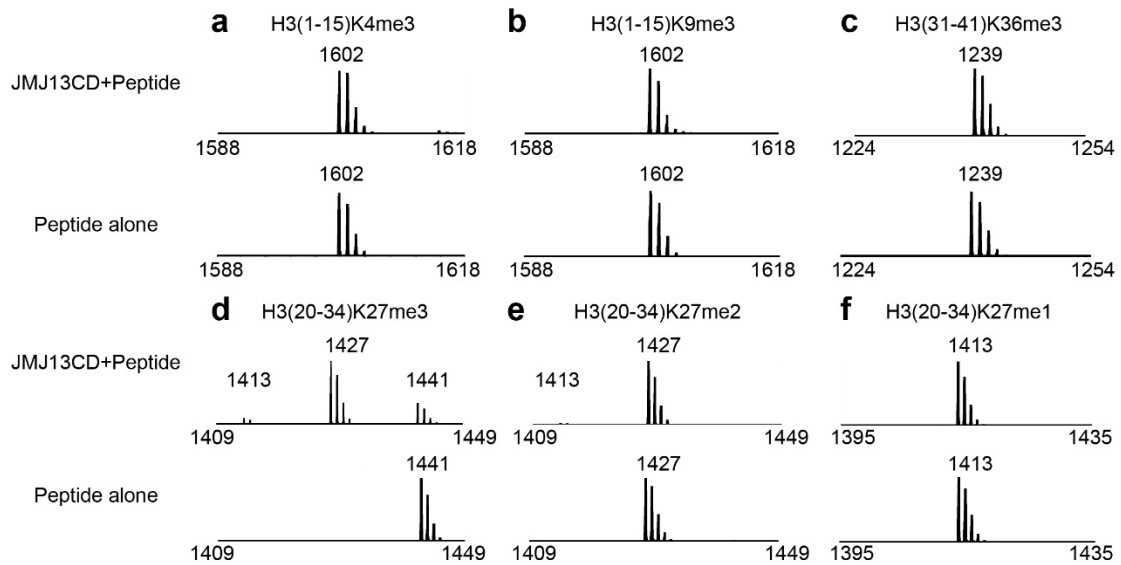 a H3(1-15)K4me3 b H3(1-15)K9me3 c H3(31-41)K36me3
1602 1602 1239
JMJ13CD+Peptide
1588 1618 1588 1618 1224 1254
1602 1602 1239
Peptide alone
1588 1618 1588 1618 1224 1254
d H3(20-34)K27me3 e H3(20-34)K27me2 f H3(20-34)K27me1
JMJ13CD+Peptide 1427 1427 1413
1413 1441 1413
1409 1449 1409 1449 1395 1435
1441 1427 1413
Peptide alone
1409 1449 1409 1449 1395 1435